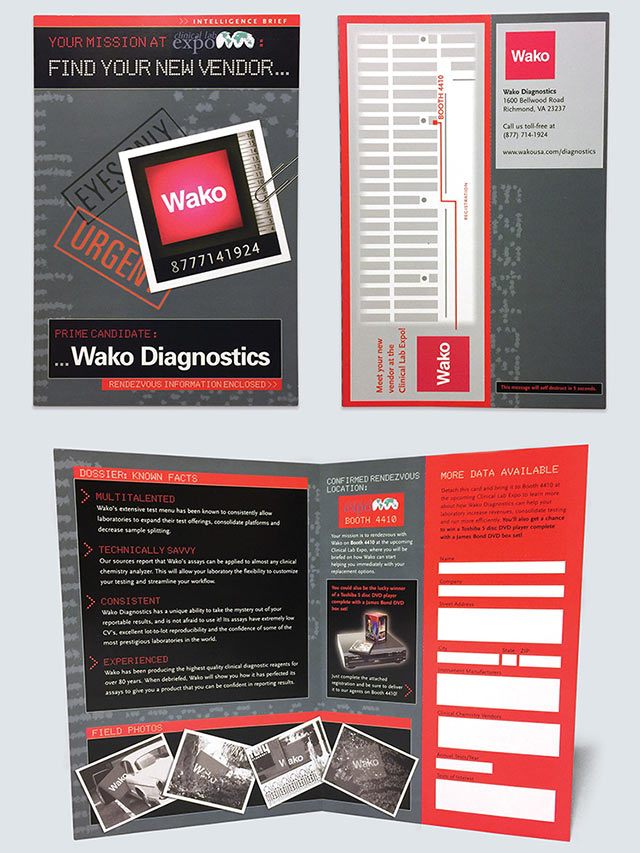 >> INTELLIGENCE BRIEF
YOUR MISSION AT clinical lab expo :
FIND YOUR NEW VENDOR...
EYES ONLY
URGENT
Wako
8777141924
PRIME CANDIDATE:
... Wako Diagnostics
RENDEZVOUS INFORMATION ENCLOSED >>
BOOTH 4410
REGISTRATION
Meet your new
vendor at the
Clinical Lab Expo!
Wako
Wako
Wako Diagnostics
1600 Bellwood Road
Richmond, VA 23237
Call us toll-free at
(877) 714-1924
www.wakousa.com/diagnostics
This message will self destruct in 5 seconds.
DOSSIER: KNOWN FACTS
MULTITALENTED
Wako's extensive test menu has been known to consistently allow
laboratories to expand their test offerings, consolidate platforms and
decrease sample splitting.
TECHNICALLY SAVVY
Our sources report that Wako's assays can be applied to almost any clinical
chemistry analyzer. This will allow your laboratory the flexibility to customize
your testing and streamline your workflow.
CONSISTENT
Wako Diagnostics has a unique ability to take the mystery out of your
reportable results, and is not afraid to use it! Its assays have extremely low
CV's, excellent lot-to-lot reproducibility and the confidence of some of the
most prestigious laboratories in the world.
EXPERIENCED
Wako has been producing the highest quality clinical diagnostic reagents for
over 80 years. When debriefed, Wako will show you how it has perfected its
assays to give you a product that you can be confident in reporting results.
FIELD PHOTOS
Wako
Wako
Wako
Wako
CONFIRMED RENDEZVOUS
LOCATION:
expo
BOOTH 4410
Your mission is to rendezvous with
Wako on Booth 4410 at the upcoming
Clinical Lab Expo, where you will be
briefed on how Wako can start
helping you immediately with your
replacement options.
You could also be the lucky winner
of a Toshiba 5 disc DVD player
complete with a James Bond DVD
box set!
Just complete the attached
registration and be sure to deliver
it to our agents on Booth 4410!
MORE DATA AVAILABLE
Detach this card and bring it to Booth 4410 at
the upcoming Clinical Lab Expo to learn more
about how Wako Diagnostics can help your
laboratory increase revenues, consolidate testing
and run more efficiently. You'll also get a chance
to win a Toshiba 5 disc DVD player complete
with a James Bond DVD box set!
Name
Company
Street Address
City State ZIP
Instrument Manufacturers
Clinical Chemistry Vendors
Annual Tests/Year
State of Interest